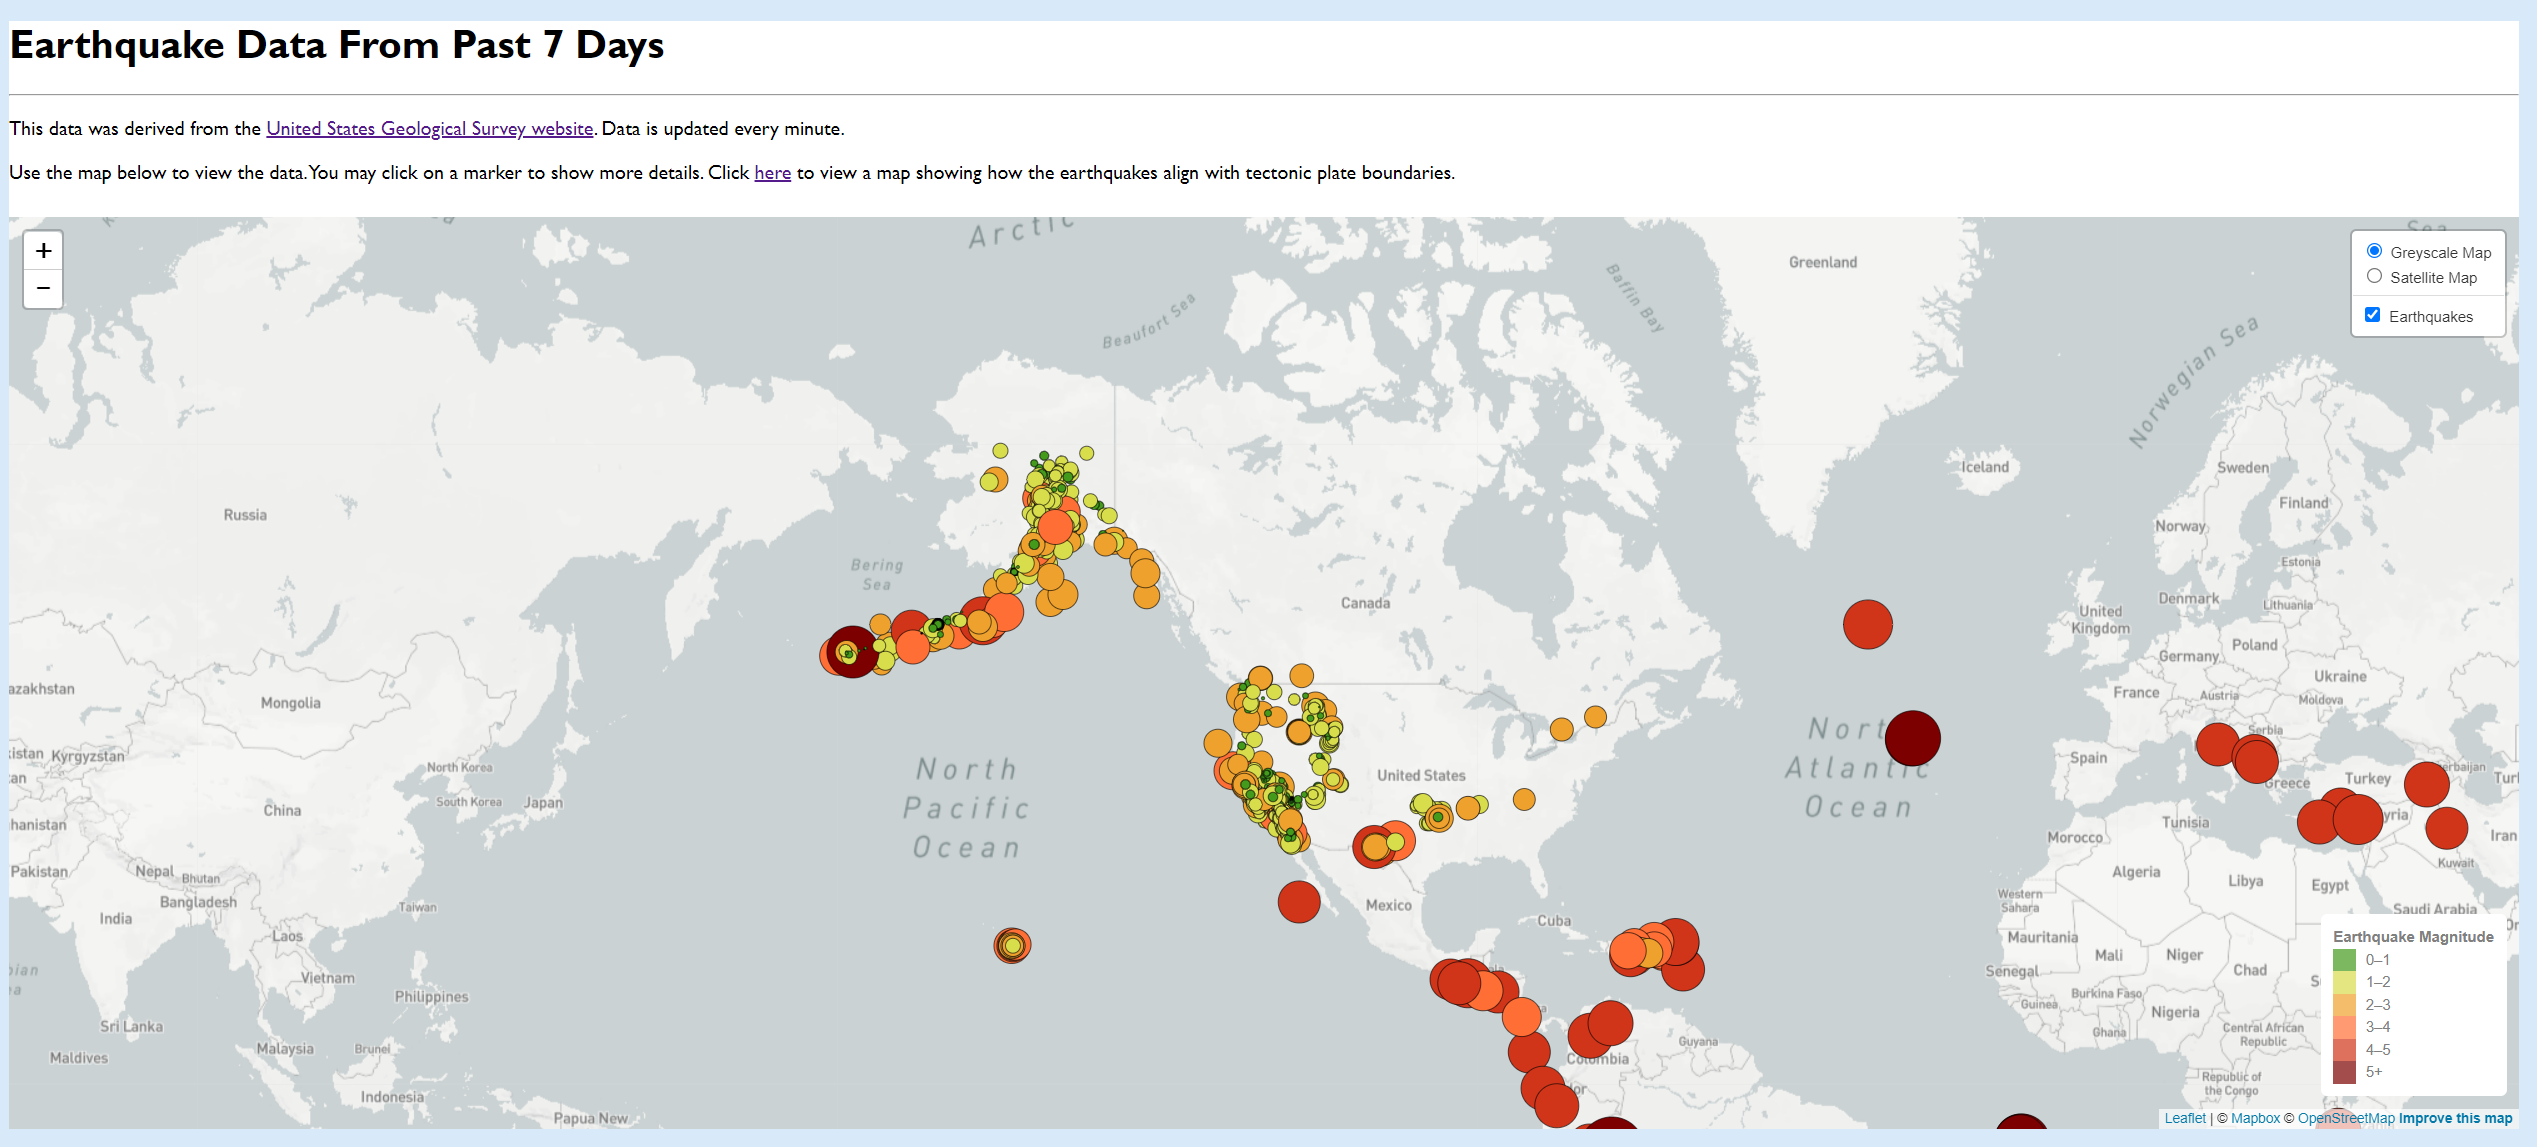 Earthquake Data From Past 7 Days
This data was derived from the United States Geological Survey website. Data is updated every minute.
Use the map below to view the data. You may click on a marker to show more details. Click here to view a map showing how the earthquakes align with tectonic plate boundaries.
+
−
Greyscale Map
Satellite Map
Earthquakes
Arctic
Beaufort Sea
Baffin Bay
Greenland
Norwegian Sea
Iceland
Sweden
Finland
Norway
Russia
Estonia
Bering
Sea
Canada
Denmark
Lithuania
United
Kingdom
Poland
Germany
azakhstan
Ukraine
Mongolia
France
Austria
Moldova
North
Pacific
Ocean
Nort
Atlantic
Ocean
Serbia
istan
Kyrgyzstan
an
North Korea
Spain
United States
erbaijan
Turkey
Greece
South Korea
Japan
China
hanistan
Tunisia
yria
Morocco
Iran
Pakistan
Nepal
Bhutan
Algeria
Kuwait
Libya
Egypt
Bangladesh
Taiwan
Western
Sahara
Mexico
Cuba
India
Saudi Arabia
Laos
Mauritania
Mali
Niger
Chad
Senegal
Vietnam
Philippines
Burkina Faso
Guinea
Nigeria
Sri Lanka
Ghana
Central African
Republic
Malaysia
Brunei
Maldives
Guyana
Colombia
Republic of
the Congo
Indonesia
Papua New
Earthquake Magnitude
0–1
1–2
2–3
3–4
4–5
5+
Leaflet | © Mapbox © OpenStreetMap Improve this map